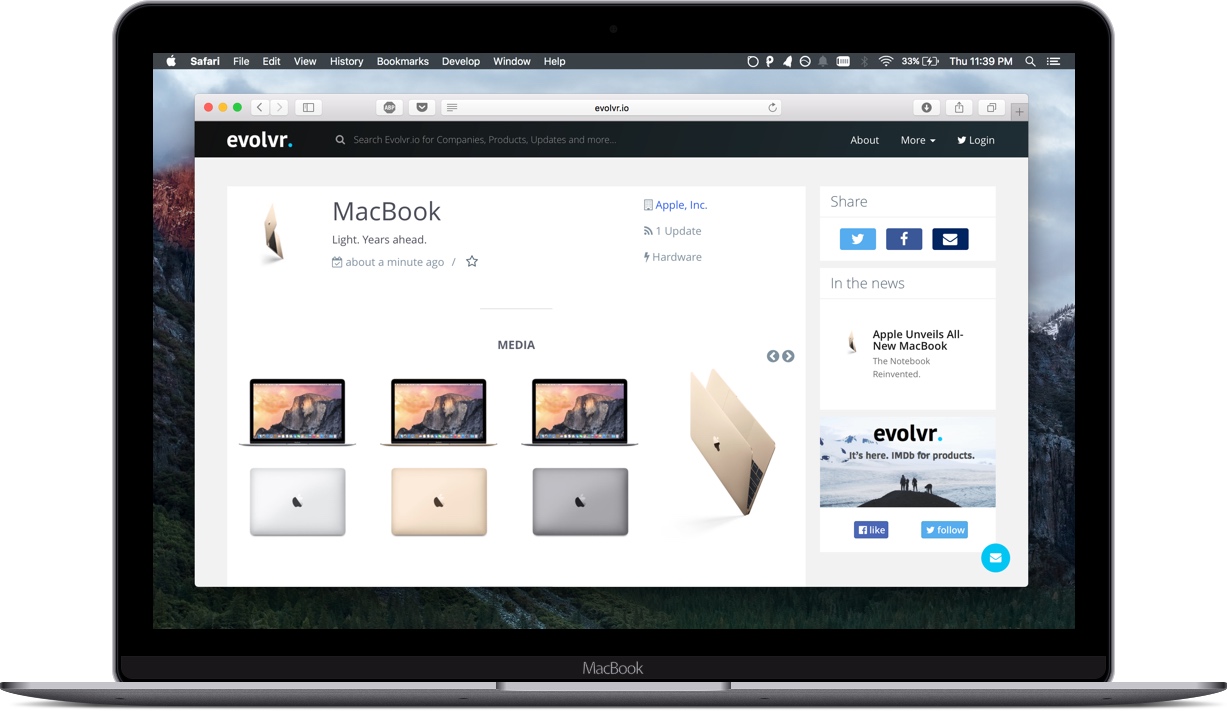 Safari File Edit View History Bookmarks Develop Window Help
33% Thu 11:39 PM
ABP
evolvr.io
evolvr.
Search Evolvr.io for Companies, Products, Updates and more...
About More Login
MacBook
Light. Years ahead.
about a minute ago /
Apple, Inc.
1 Update
Hardware
MEDIA
Share
In the news
Apple Unveils All-
New MacBook
The Notebook
Reinvented.
evolvr.
It's here. IMDb for products.
like
follow
MacBook